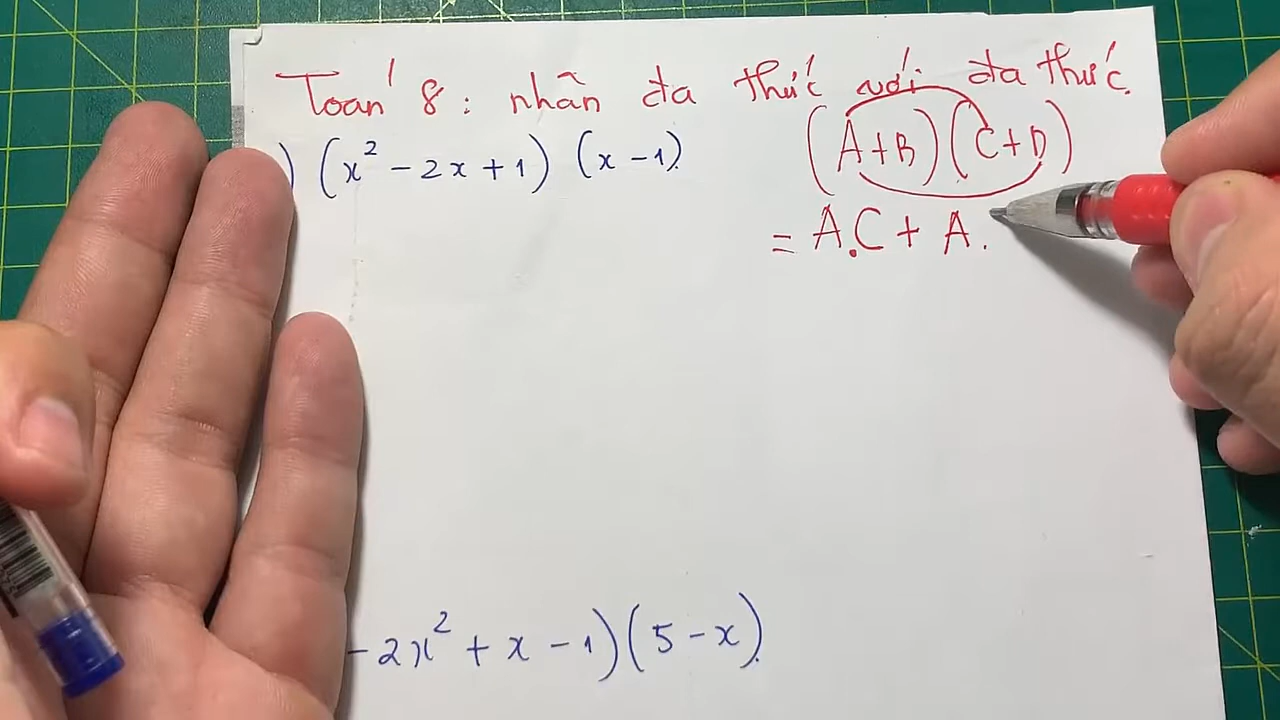 Toán 8: nhân đa thức với đa thức.
) (x² - 2x + 1) (x - 1)
(A+B)(C+D)
= A.C + A.
- 2x² + x - 1)(5 - x)